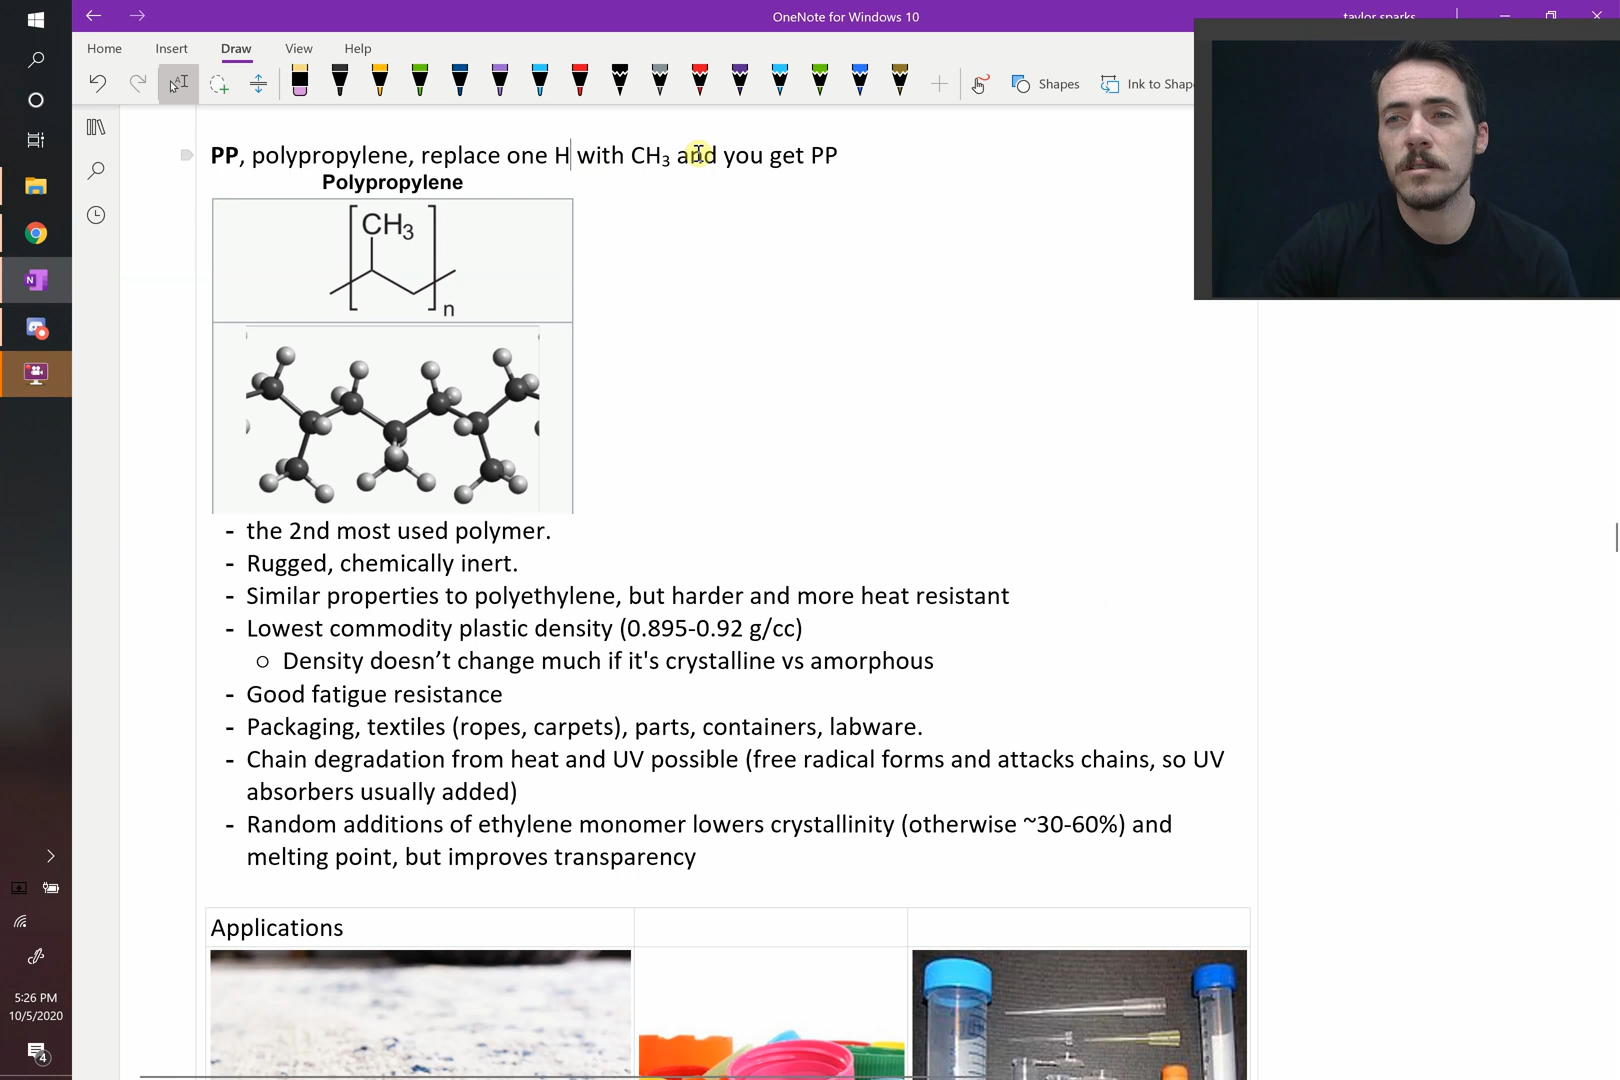 OneNote for Windows 10
taylor sparks
Home Insert Draw View Help
Shapes
Ink to Shap
PP, polypropylene, replace one H with CH₃ and you get PP
Polypropylene
CH₃
n
- the 2nd most used polymer.
- Rugged, chemically inert.
- Similar properties to polyethylene, but harder and more heat resistant
- Lowest commodity plastic density (0.895-0.92 g/cc)
○ Density doesn’t change much if it's crystalline vs amorphous
- Good fatigue resistance
- Packaging, textiles (ropes, carpets), parts, containers, labware.
- Chain degradation from heat and UV possible (free radical forms and attacks chains, so UV
absorbers usually added)
- Random additions of ethylene monomer lowers crystallinity (otherwise ~30-60%) and
melting point, but improves transparency
Applications
5:26 PM
10/5/2020
4